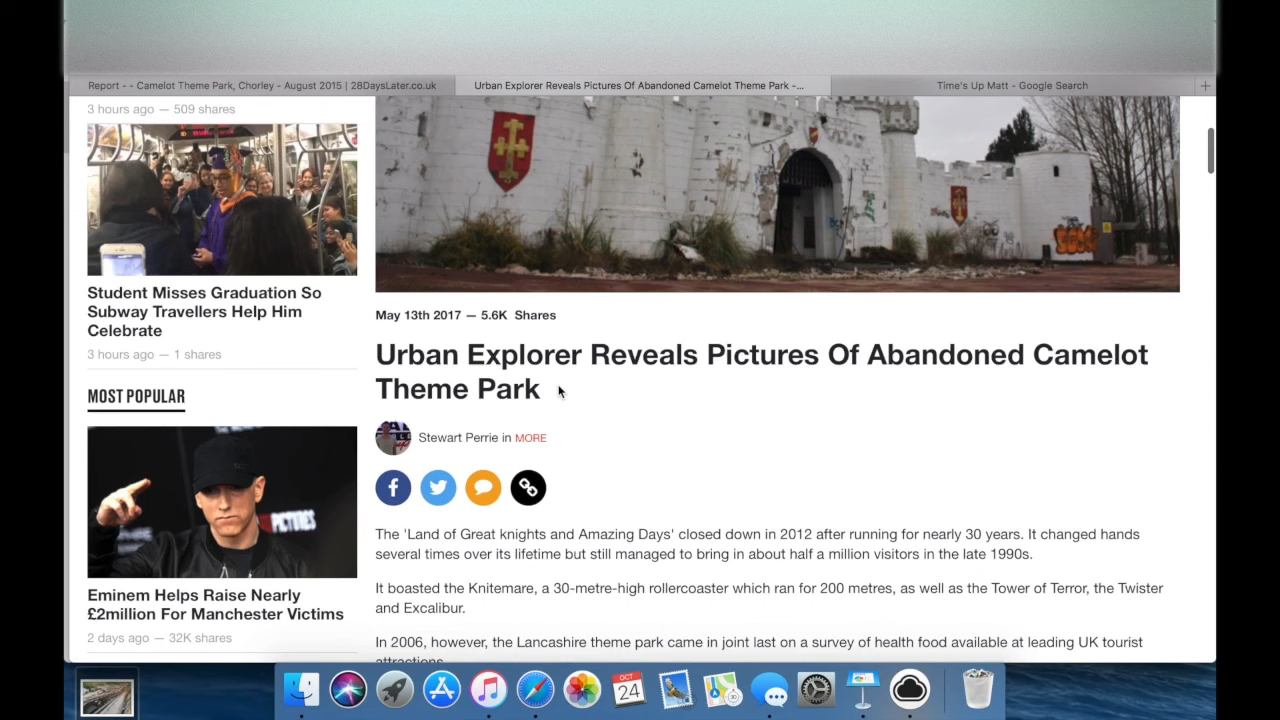 Report - - Camelot Theme Park, Chorley - August 2015 | 28DaysLater.co.uk
Urban Explorer Reveals Pictures Of Abandoned Camelot Theme Park -...
Time's Up Matt - Google Search
3 hours ago — 509 shares
Student Misses Graduation So
Subway Travellers Help Him
Celebrate
3 hours ago — 1 shares
MOST POPULAR
PICTURES
Eminem Helps Raise Nearly
£2million For Manchester Victims
2 days ago — 32K shares
May 13th 2017 — 5.6K Shares
Urban Explorer Reveals Pictures Of Abandoned Camelot
Theme Park
Stewart Perrie in MORE
The 'Land of Great knights and Amazing Days' closed down in 2012 after running for nearly 30 years. It changed hands
several times over its lifetime but still managed to bring in about half a million visitors in the late 1990s.
It boasted the Knitemare, a 30-metre-high rollercoaster which ran for 200 metres, as well as the Tower of Terror, the Twister
and Excalibur.
In 2006, however, the Lancashire theme park came in joint last on a survey of health food available at leading UK tourist
attractions.
OCT
24